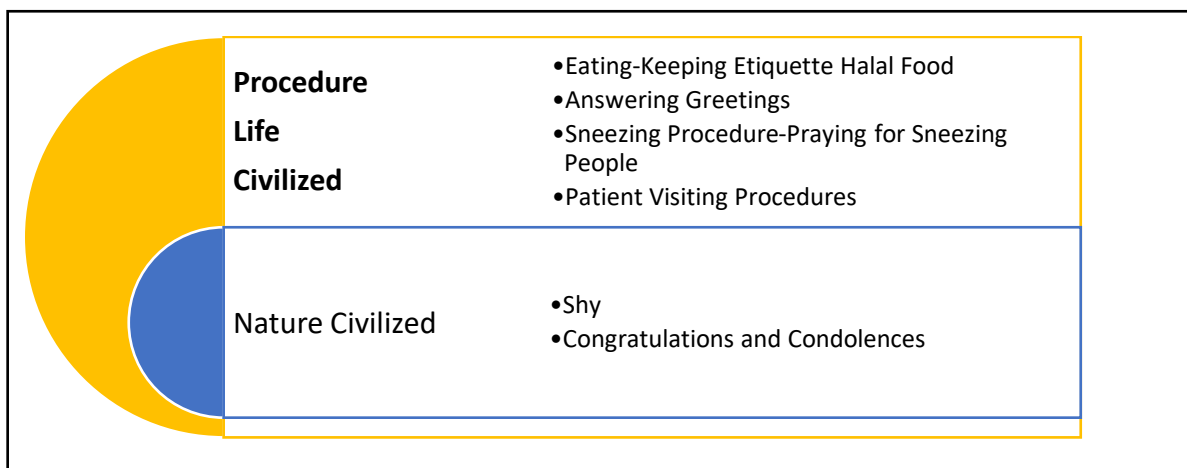 Procedure
Life
Civilized
•Eating-Keeping Etiquette Halal Food
•Answering Greetings
•Sneezing Procedure-Praying for Sneezing
People
•Patient Visiting Procedures
Nature Civilized
•Shy
•Congratulations and Condolences